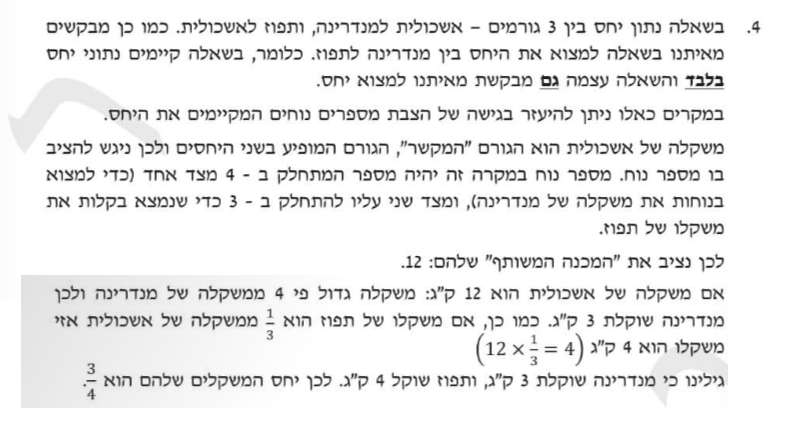 4. בשאלה נתון יחס בין 3 גורמים – אשכולית למנדרינה, ותפוז לאשכולית. כמו כן מבקשים
מאיתנו בשאלה למצוא את היחס בין מנדרינה לתפוז. כלומר, בשאלה קיימים נתוני יחס
בלבד והשאלה עצמה גם מבקשת מאיתנו למצוא יחס.
במקרים כאלו ניתן להיעזר בגישה של הצבת מספרים נוחים המקיימים את היחס.
משקלה של אשכולית הוא הגורם "המקשר", הגורם המופיע בשני היחסים ולכן ניגש להציב
בו מספר נוח. מספר נוח במקרה זה יהיה מספר המתחלק ב - 4 מצד אחד (כדי למצוא
בנוחות את משקלה של מנדרינה), ומצד שני עליו להתחלק ב - 3 כדי שנמצא בקלות את
משקלו של תפוז.
לכן נציב את "המכנה המשותף" שלהם: 12.
אם משקלה של אשכולית הוא 12 ק"ג: משקלה גדול פי 4 ממשקלה של מנדרינה ולכן
מנדרינה שוקלת 3 ק"ג. כמו כן, אם משקלו של תפוז הוא 1/3 ממשקלה של אשכולית אזי
משקלו הוא 4 ק"ג (12 × 1/3 = 4)
גילינו כי מנדרינה שוקלת 3 ק"ג, ותפוז שוקל 4 ק"ג. לכן יחס המשקלים שלהם הוא 3/4.